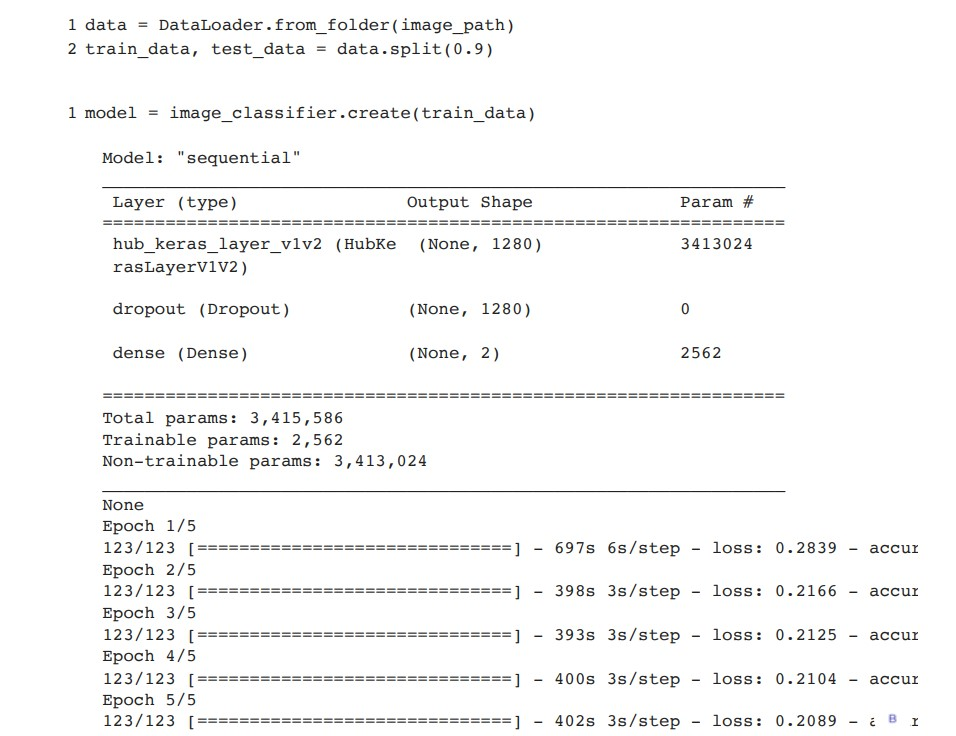 1 data = DataLoader.from_folder(image_path)
2 train_data, test_data = data.split(0.9)
1 model = image_classifier.create(train_data)
Model: "sequential"
Layer (type) Output Shape Param #
=================================================================
hub_keras_layer_v1v2 (HubKe (None, 1280) 3413024
rasLayerV1V2)
dropout (Dropout) (None, 1280) 0
dense (Dense) (None, 2) 2562
=================================================================
Total params: 3,415,586
Trainable params: 2,562
Non-trainable params: 3,413,024
None
Epoch 1/5
123/123 [==============================] - 697s 6s/step - loss: 0.2839 - accur
Epoch 2/5
123/123 [==============================] - 398s 3s/step - loss: 0.2166 - accur
Epoch 3/5
123/123 [==============================] - 393s 3s/step - loss: 0.2125 - accur
Epoch 4/5
123/123 [==============================] - 400s 3s/step - loss: 0.2104 - accur
Epoch 5/5
123/123 [==============================] - 402s 3s/step - loss: 0.2089 -